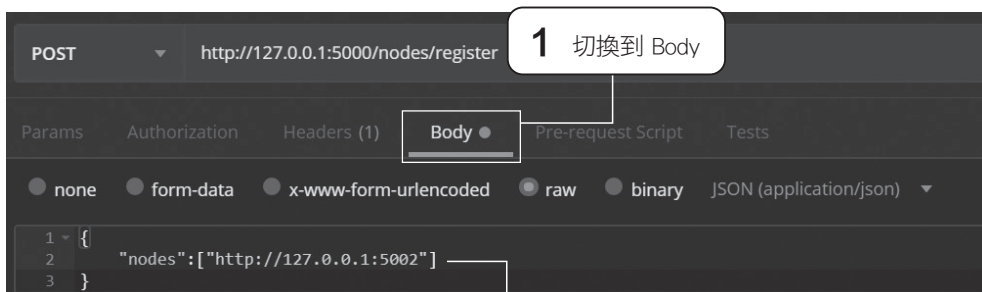 POST http://127.0.0.1:5000/nodes/register
1 切換到 Body
Params Authorization Headers (1) Body Pre-request Script Tests
none form-data x-www-form-urlencoded raw binary JSON (application/json)
1 {
2 "nodes":["http://127.0.0.1:5002"]
3 }